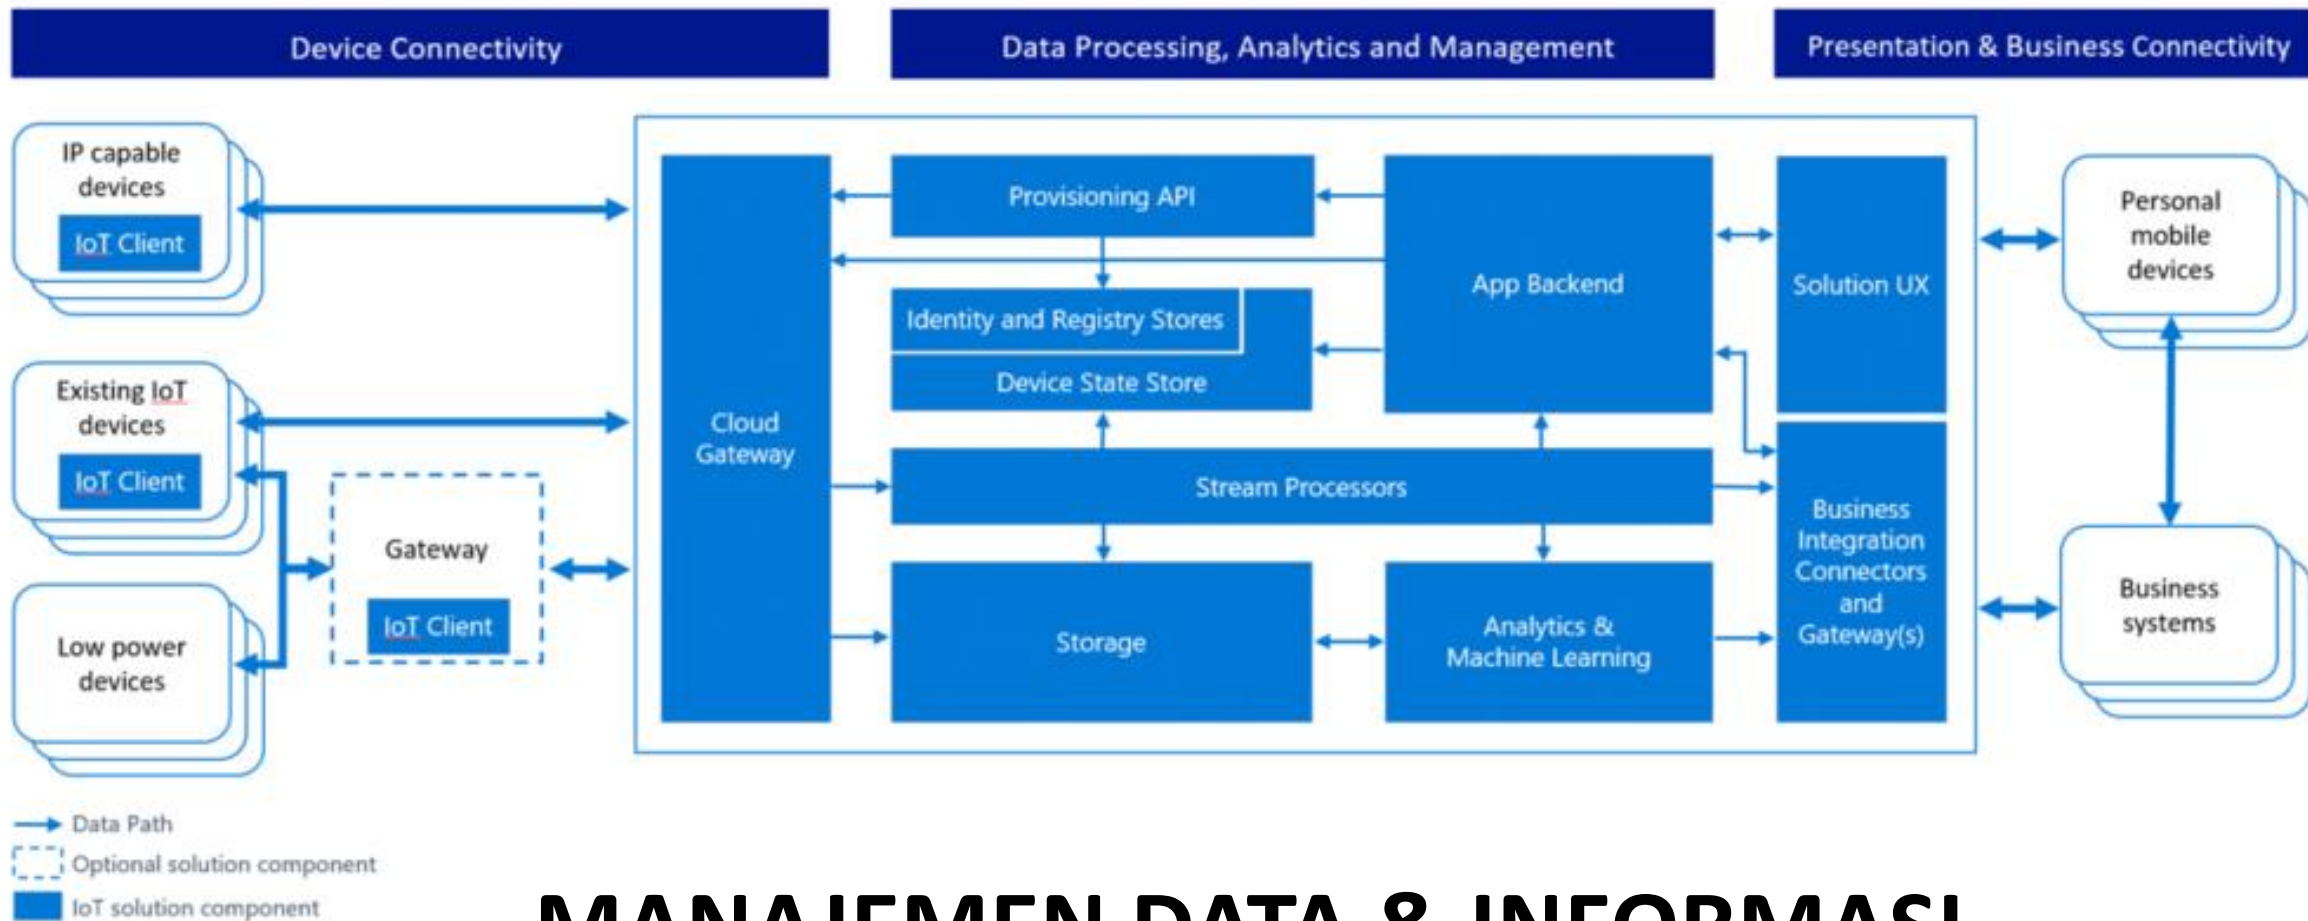 Device Connectivity
Data Processing, Analytics and Management
Presentation & Business Connectivity
IP capable
devices
IoT Client
Existing IoT
devices
IoT Client
Low power
devices
Gateway
IoT Client
Cloud
Gateway
Provisioning API
Identity and Registry Stores
Device State Store
Stream Processors
Storage
App Backend
Analytics &
Machine Learning
Solution UX
Business
Integration
Connectors
and
Gateway(s)
Personal
mobile
devices
Business
systems
Data Path
Optional solution component
IoT solution component
MANAJEMEN DATA & INFORMASI